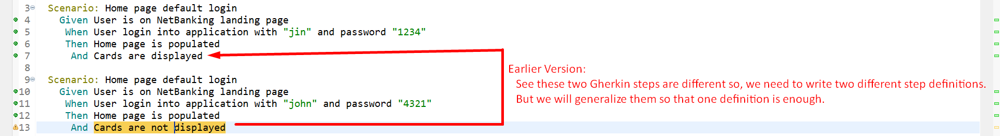 3 Scenario: Home page default login
4 Given User is on NetBanking landing page
5 When User login into application with "jin" and password "1234"
6 Then Home page is populated
7 And Cards are displayed
8
9 Scenario: Home page default login
10 Given User is on NetBanking landing page
11 When User login into application with "john" and password "4321"
12 Then Home page is populated
13 And Cards are not displayed
Earlier Version:
See these two Gherkin steps are different so, we need to write two different step definitions.
But we will generalize them so that one definition is enough.